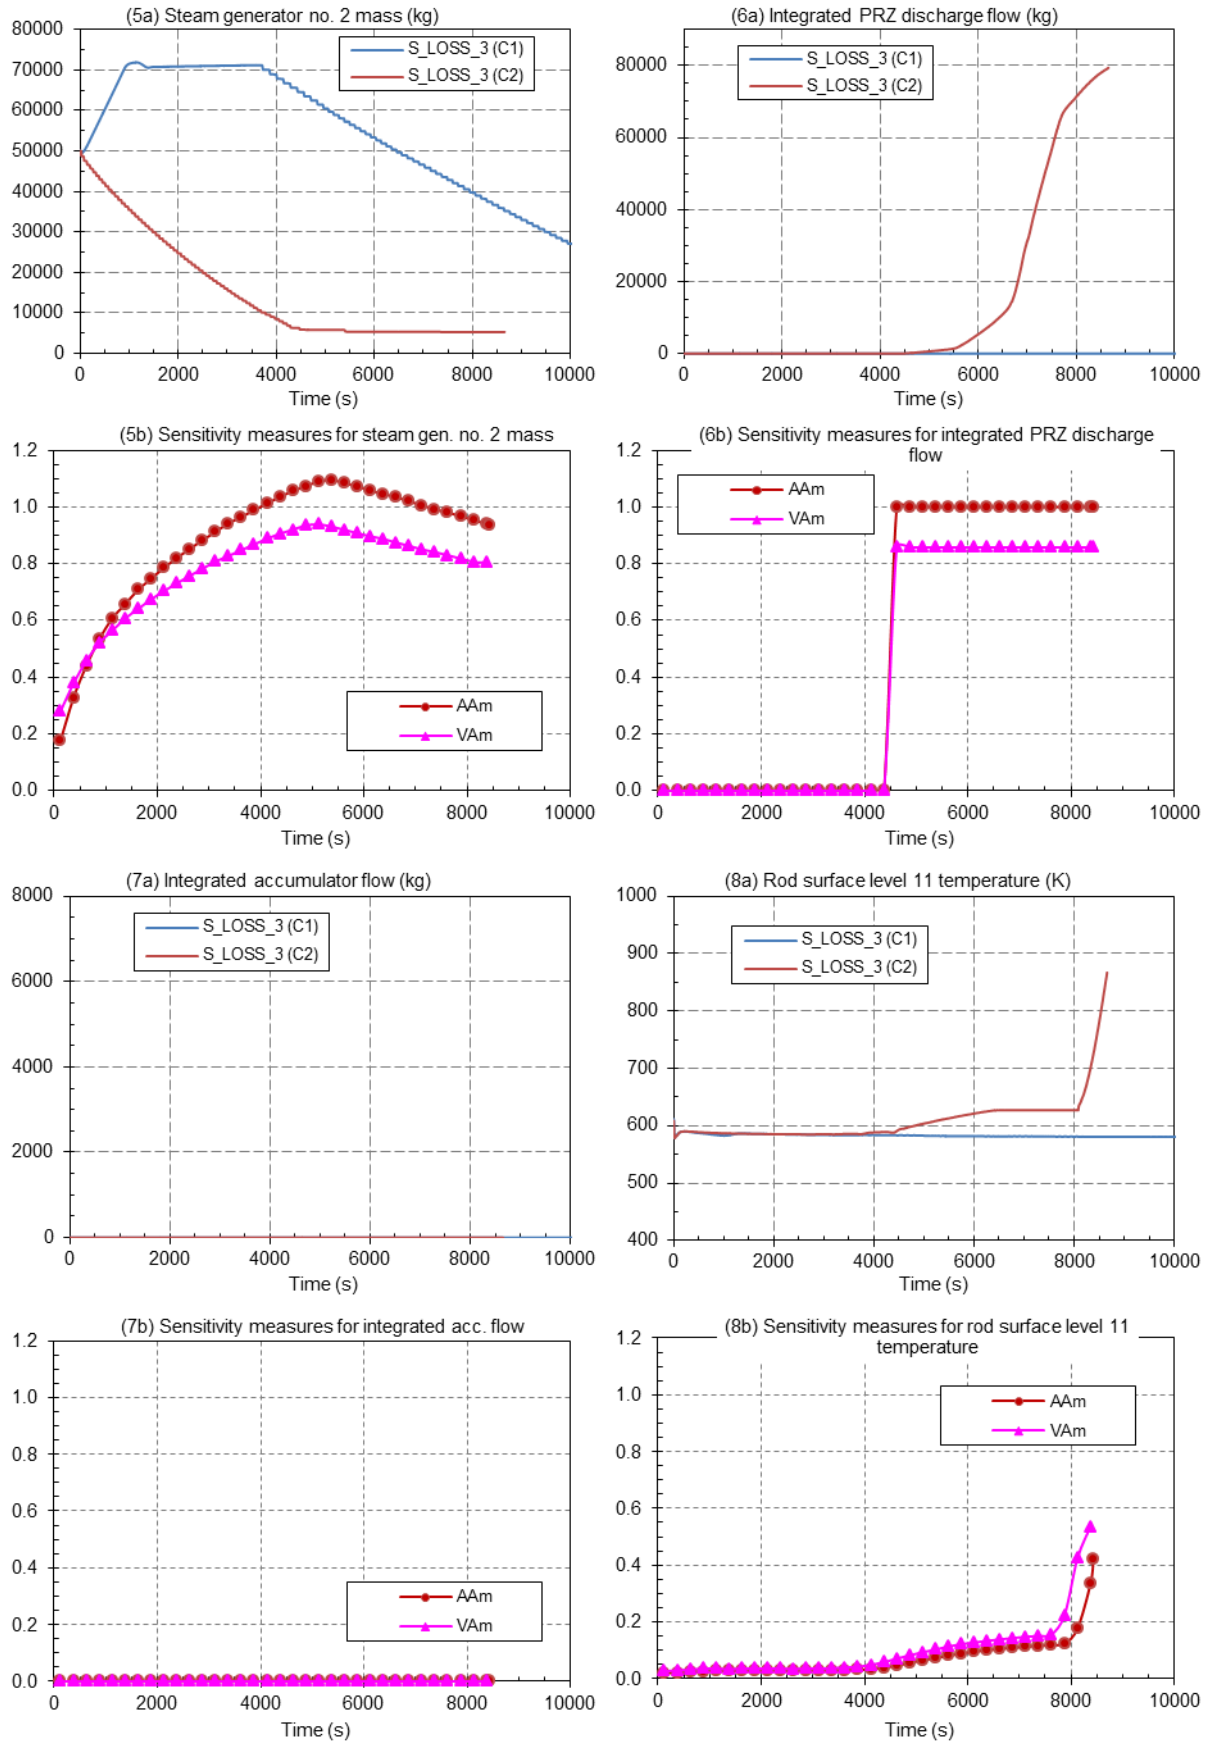 (5a) Steam generator no. 2 mass (kg)
80000
70000
60000
50000
40000
30000
20000
10000
0
S_LOSS_3 (C1)
S_LOSS_3 (C2)
0 2000 4000 6000 8000 10000
Time (s)
(6a) Integrated PRZ discharge flow (kg)
80000
60000
40000
20000
0
S_LOSS_3 (C1)
S_LOSS_3 (C2)
0 2000 4000 6000 8000 10000
Time (s)
(5b) Sensitivity measures for steam gen. no. 2 mass
1.2
1.0
0.8
0.6
0.4
0.2
0.0
AAm
VAm
0 2000 4000 6000 8000 10000
Time (s)
(6b) Sensitivity measures for integrated PRZ discharge
flow
1.2
1.0
0.8
0.6
0.4
0.2
0.0
AAm
VAm
0 2000 4000 6000 8000 10000
Time (s)
(7a) Integrated accumulator flow (kg)
8000
6000
4000
2000
0
S_LOSS_3 (C1)
S_LOSS_3 (C2)
0 2000 4000 6000 8000 10000
Time (s)
(8a) Rod surface level 11 temperature (K)
1000
900
800
700
600
500
400
S_LOSS_3 (C1)
S_LOSS_3 (C2)
0 2000 4000 6000 8000 10000
Time (s)
(7b) Sensitivity measures for integrated acc. flow
1.2
1.0
0.8
0.6
0.4
0.2
0.0
AAm
VAm
0 2000 4000 6000 8000 10000
Time (s)
(8b) Sensitivity measures for rod surface level 11
temperature
1.2
1.0
0.8
0.6
0.4
0.2
0.0
AAm
VAm
0 2000 4000 6000 8000 10000
Time (s)